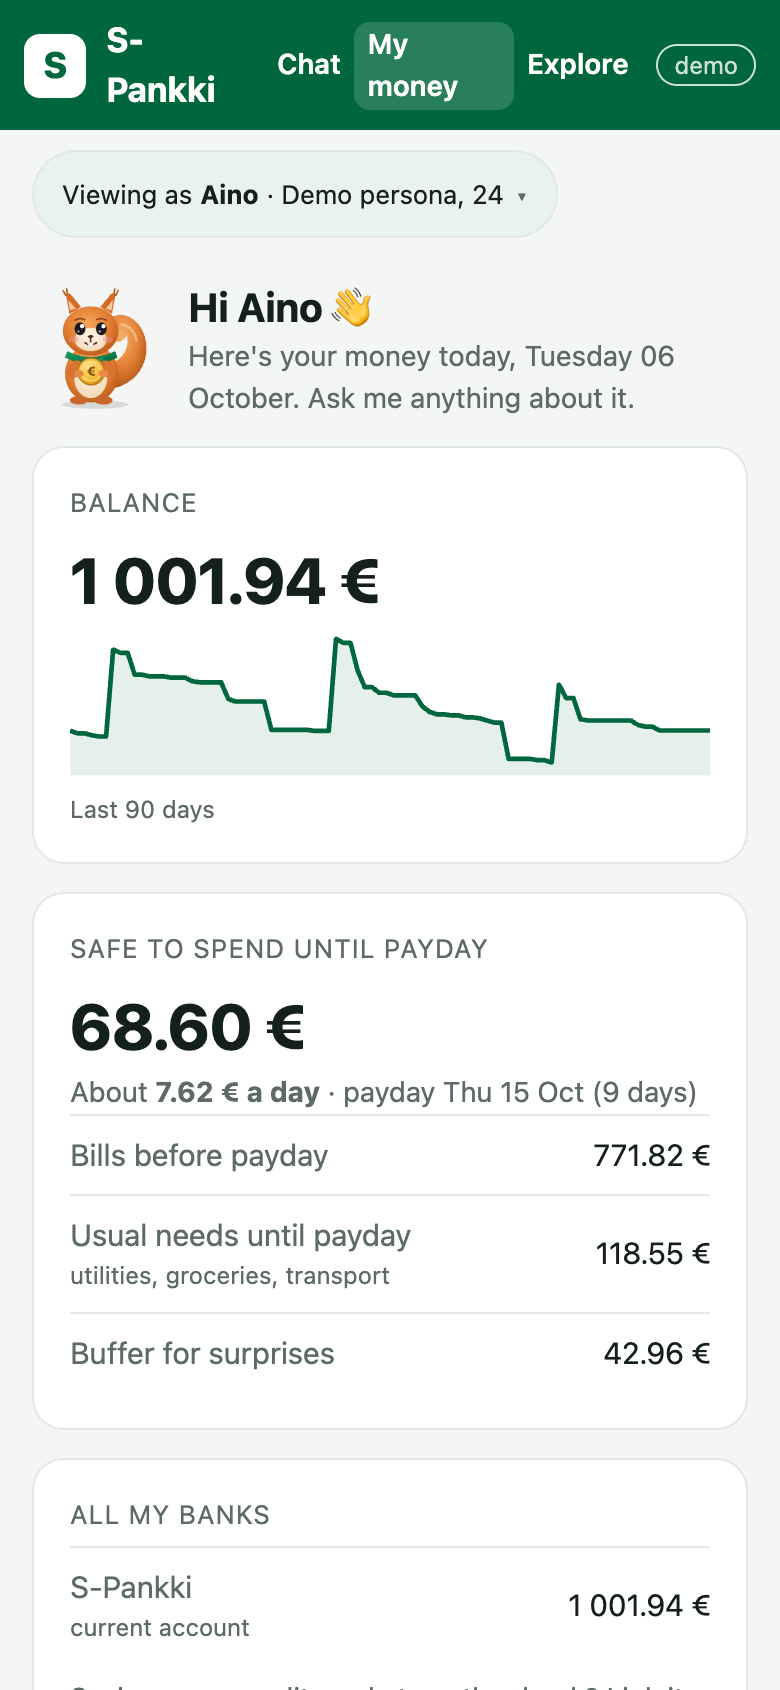 S
S-
Pankki
Chat
My
money
Explore
demo
Viewing as Aino · Demo persona, 24 ▾
Hi Aino 👋
Here's your money today, Tuesday 06
October. Ask me anything about it.
BALANCE
1 001.94 €
Last 90 days
SAFE TO SPEND UNTIL PAYDAY
68.60 €
About 7.62 € a day · payday Thu 15 Oct (9 days)
Bills before payday 771.82 €
Usual needs until payday 118.55 €
utilities, groceries, transport
Buffer for surprises 42.96 €
ALL MY BANKS
S-Pankki 1 001.94 €
current account